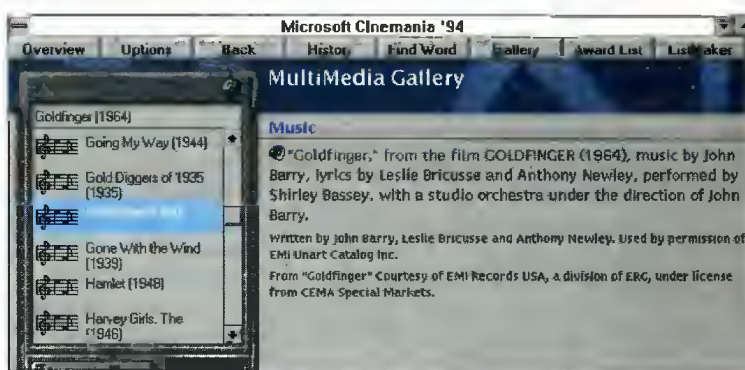 Microsoft Cinemania '94
Overview Options Back History Find Word Gallery Award List ListMaker
MultiMedia Gallery
Goldfinger (1964)
Going My Way (1944)
Gold Diggers of 1935
(1935)
Gone With the Wind
(1939)
Hamlet (1948)
Harvey Girls, The
(1946)
Music
"Goldfinger," from the film GOLDFINGER (1964), music by John
Barry, lyrics by Leslie Bricusse and Anthony Newley, performed by
Shirley Bassey, with a studio orchestra under the direction of John
Barry.
Written by John Barry, Leslie Bricusse and Anthony Newley. Used by permission of
EMI Unart Catalog Inc.
From "Goldfinger" Courtesy of EMI Records USA, a division of ERG, under license
from CEMA Special Markets.